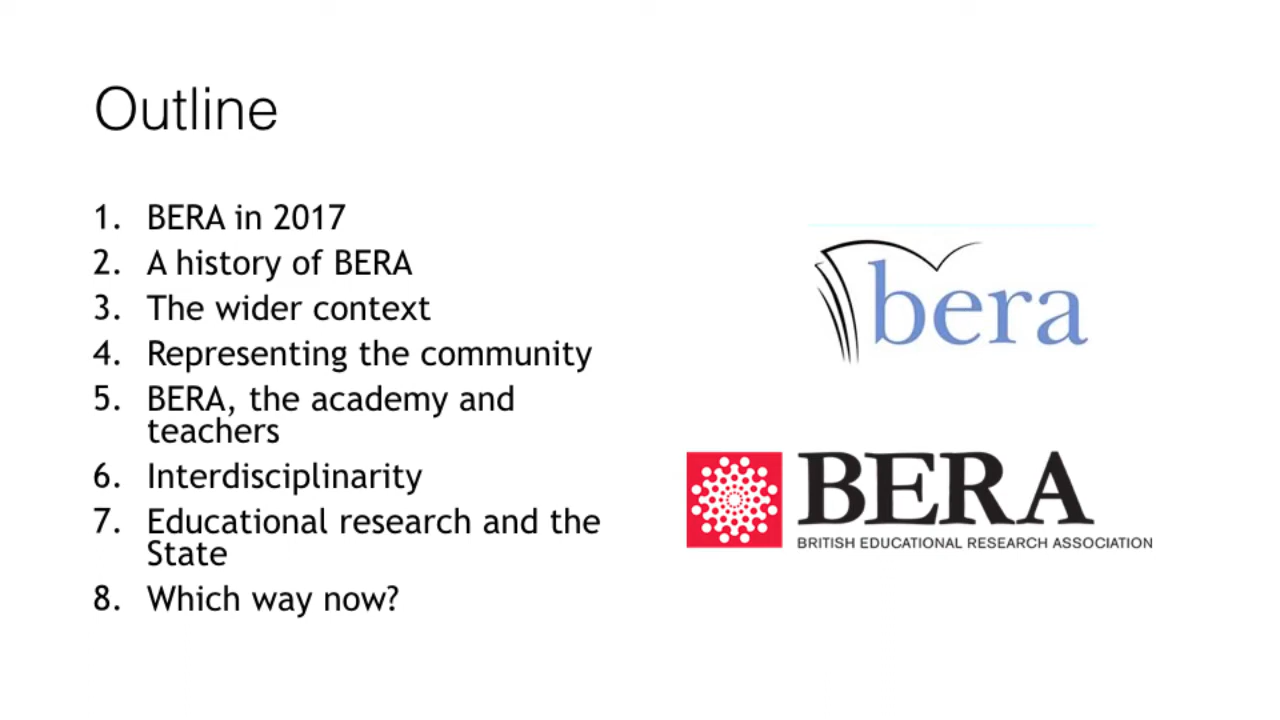 Outline
1. BERA in 2017
2. A history of BERA
3. The wider context
4. Representing the community
5. BERA, the academy and
teachers
6. Interdisciplinarity
7. Educational research and the
State
8. Which way now?
bera
BERA
BRITISH EDUCATIONAL RESEARCH ASSOCIATION